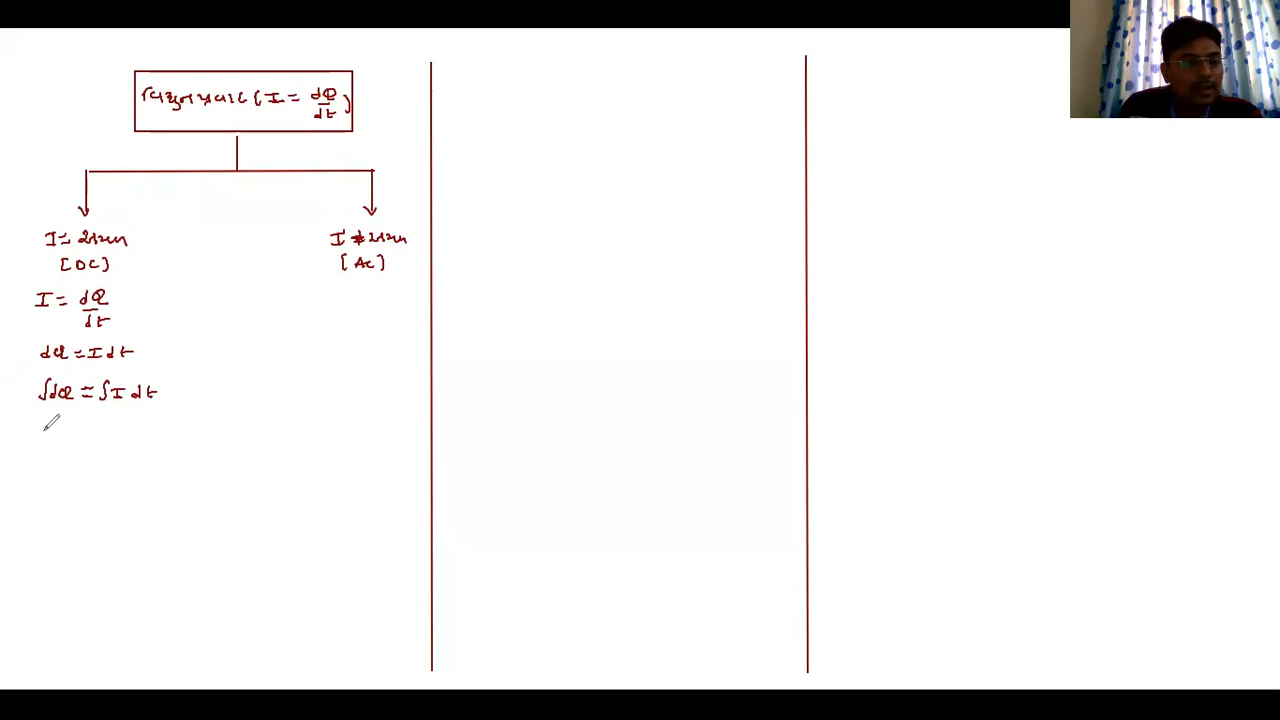 વિદ્યુતપ્રવાહ (I = dQ/dt)
I = અચળ
[DC]
I ≠ અચળ
[AC]
I = dQ/dt
dQ = I dt
∫dQ = ∫I dt